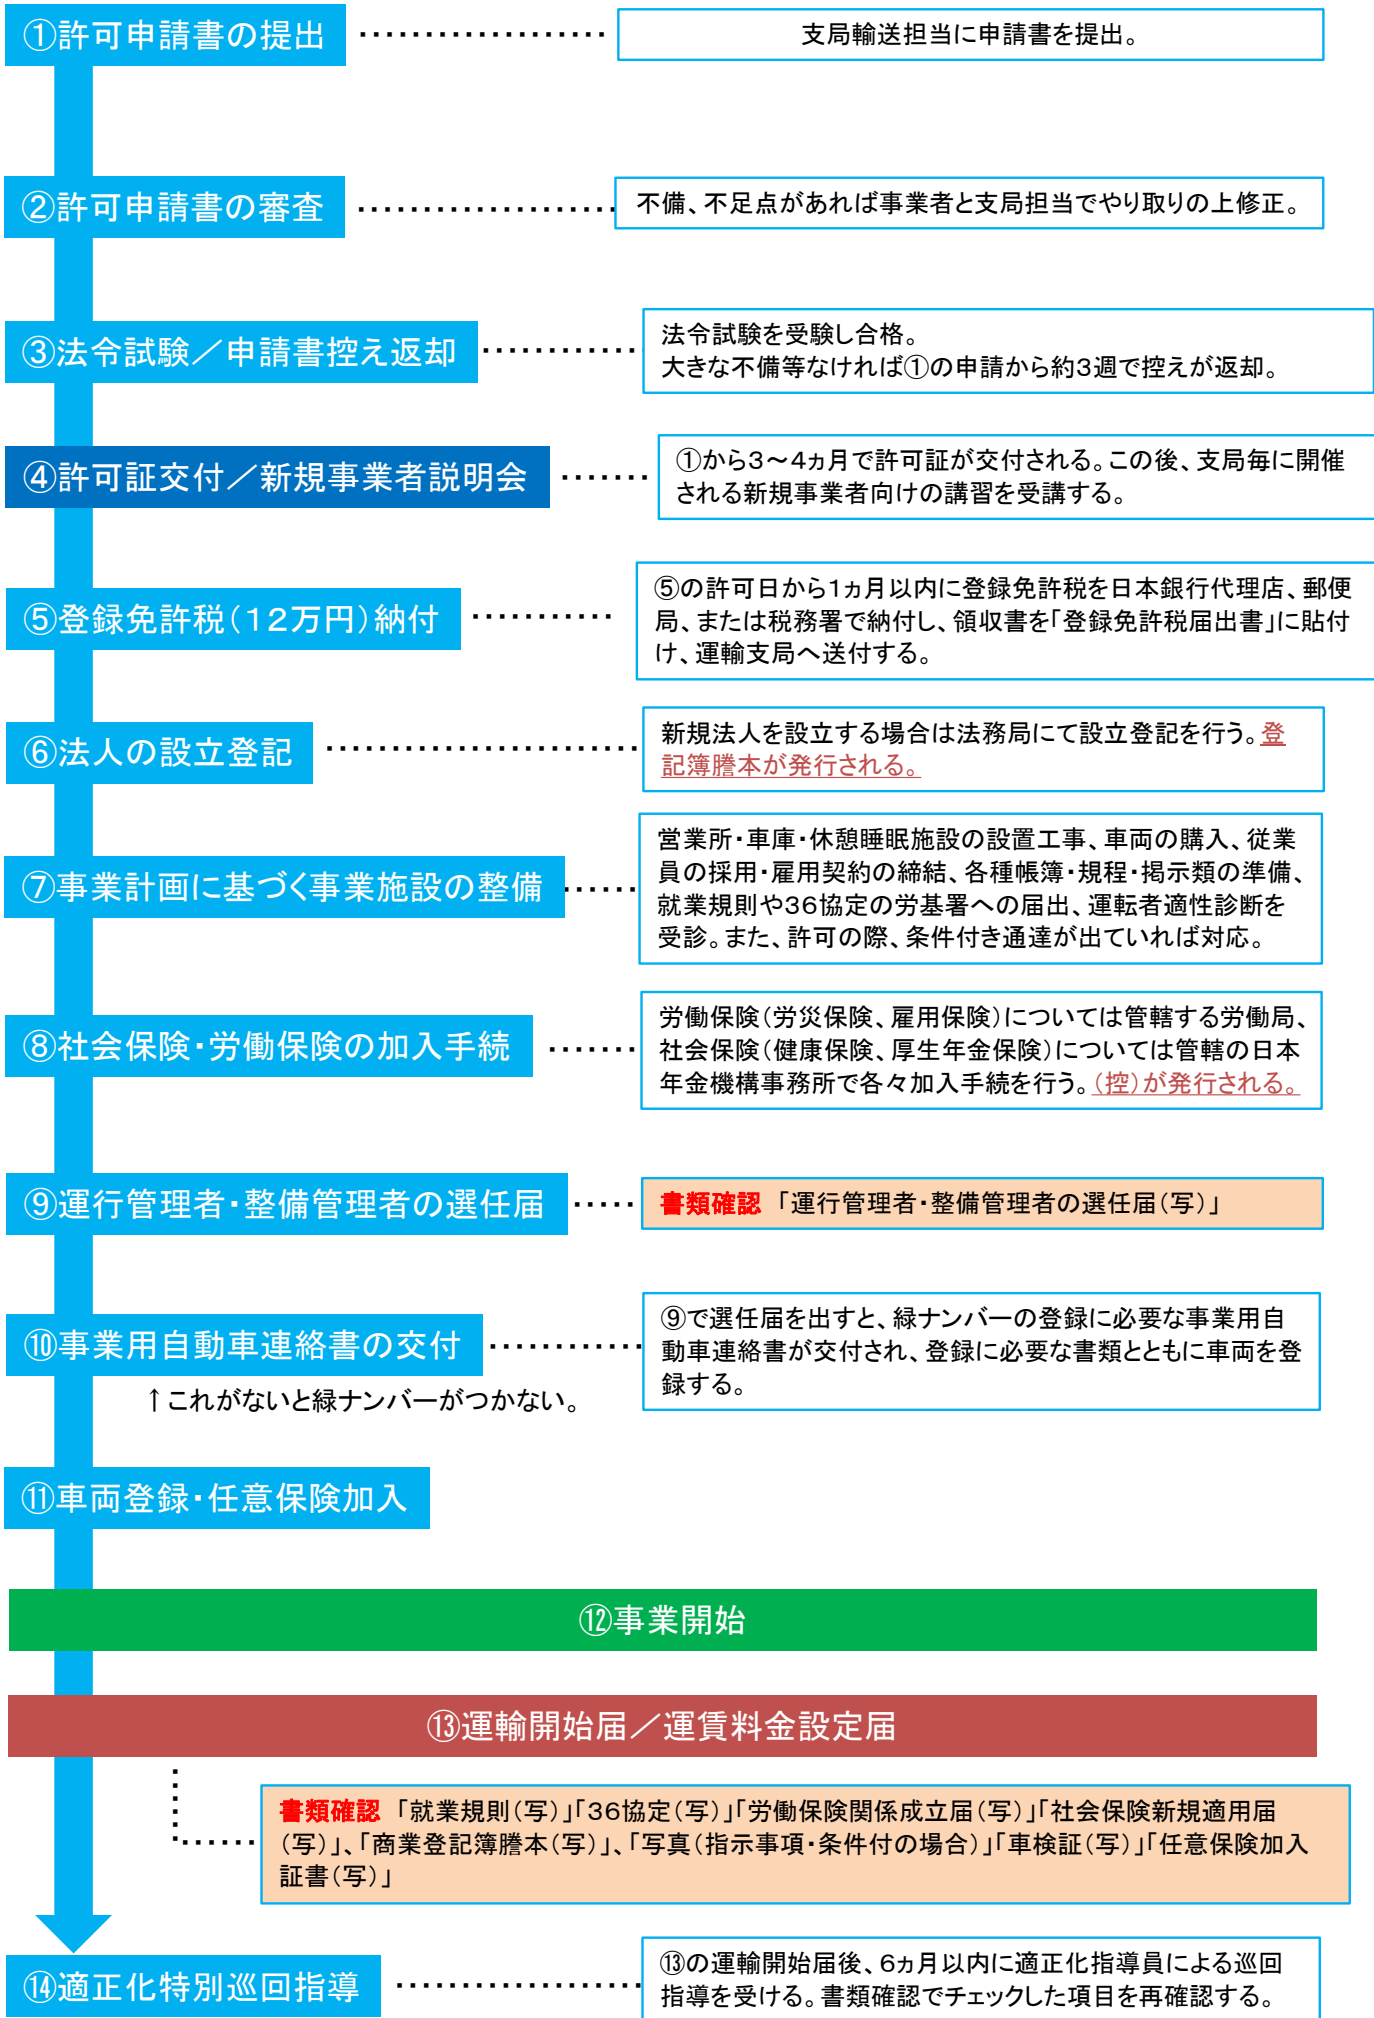 ①許可申請書の提出
支局輸送担当に申請書を提出。
②許可申請書の審査
不備、不足点があれば事業者と支局担当でやり取りの上修正。
③法令試験／申請書控え返却
法令試験を受験し合格。
大きな不備等なければ①の申請から約３週で控えが返却。
④許可証交付／新規事業者説明会
①から３～４ヵ月で許可証が交付される。この後、支局毎に開催
される新規事業者向けの講習を受講する。
⑤登録免許税（１２万円）納付
⑤の許可日から１ヵ月以内に登録免許税を日本銀行代理店、郵便
局、または税務署で納付し、領収書を「登録免許税届出書」に貼付
け、運輸支局へ送付する。
⑥法人の設立登記
新規法人を設立する場合は法務局にて設立登記を行う。登
記簿謄本が発行される。
⑦事業計画に基づく事業施設の整備
営業所・車庫・休憩睡眠施設の設置工事、車両の購入、従業
員の採用・雇用契約の締結、各種帳簿・規程・掲示類の準備、
就業規則や３６協定の労基署への届出、運転者適性診断を
受診。また、許可の際、条件付き通達が出ていれば対応。
⑧社会保険・労働保険の加入手続
労働保険（労災保険、雇用保険）については管轄する労働局、
社会保険（健康保険、厚生年金保険）については管轄の日本
年金機構事務所で各々加入手続を行う。（控）が発行される。
⑨運行管理者・整備管理者の選任届
書類確認 「運行管理者・整備管理者の選任届（写）」
⑩事業用自動車連絡書の交付
⑨で選任届を出すと、緑ナンバーの登録に必要な事業用自
動車連絡書が交付され、登録に必要な書類とともに車両を登
録する。
↑これがないと緑ナンバーがつかない。
⑪車両登録・任意保険加入
⑫事業開始
⑬運輸開始届／運賃料金設定届
書類確認 「就業規則（写）」「３６協定（写）」「労働保険関係成立届（写）」「社会保険新規適用届
（写）」、「商業登記簿謄本（写）」、「写真（指示事項・条件付の場合）」「車検証（写）」「任意保険加入
証書（写）」
⑭適正化特別巡回指導
⑬の運輸開始届後、６ヵ月以内に適正化指導員による巡回
指導を受ける。書類確認でチェックした項目を再確認する。